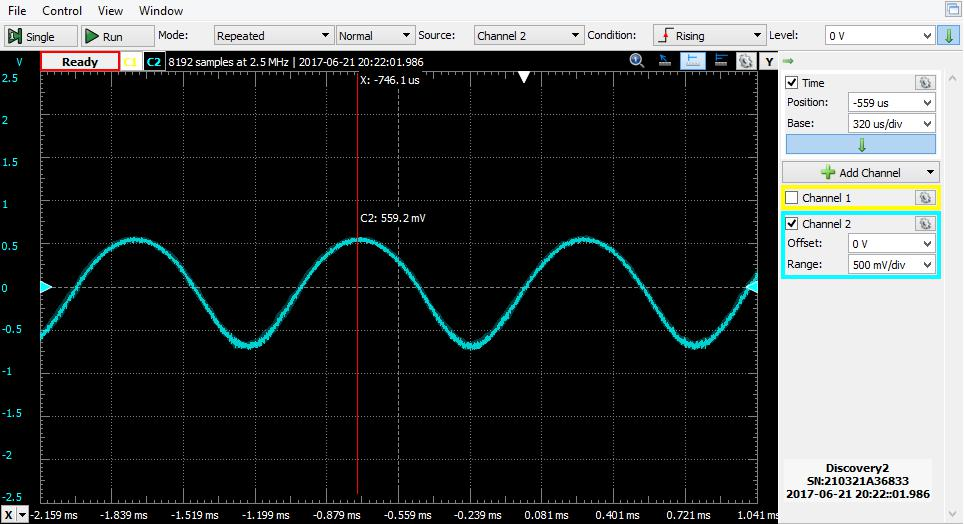 File Control View Window
Single Run Mode: Repeated Normal Source: Channel 2 Condition: Rising Level: 0 V
V Ready C1 C2 8192 samples at 2.5 MHz | 2017-06-21 20:22:01.986 Y
X: -746.1 us
C2: 559.2 mV
2.5
2
1.5
1
0.5
0
-0.5
-1
-1.5
-2
-2.5
X -2.159 ms -1.839 ms -1.519 ms -1.199 ms -0.879 ms -0.559 ms -0.239 ms 0.081 ms 0.401 ms 0.721 ms 1.041 ms
Time
Position: -559 us
Base: 320 us/div
Add Channel
Channel 1
Channel 2
Offset: 0 V
Range: 500 mV/div
Discovery2
SN:210321A36833
2017-06-21 20:22:01.986